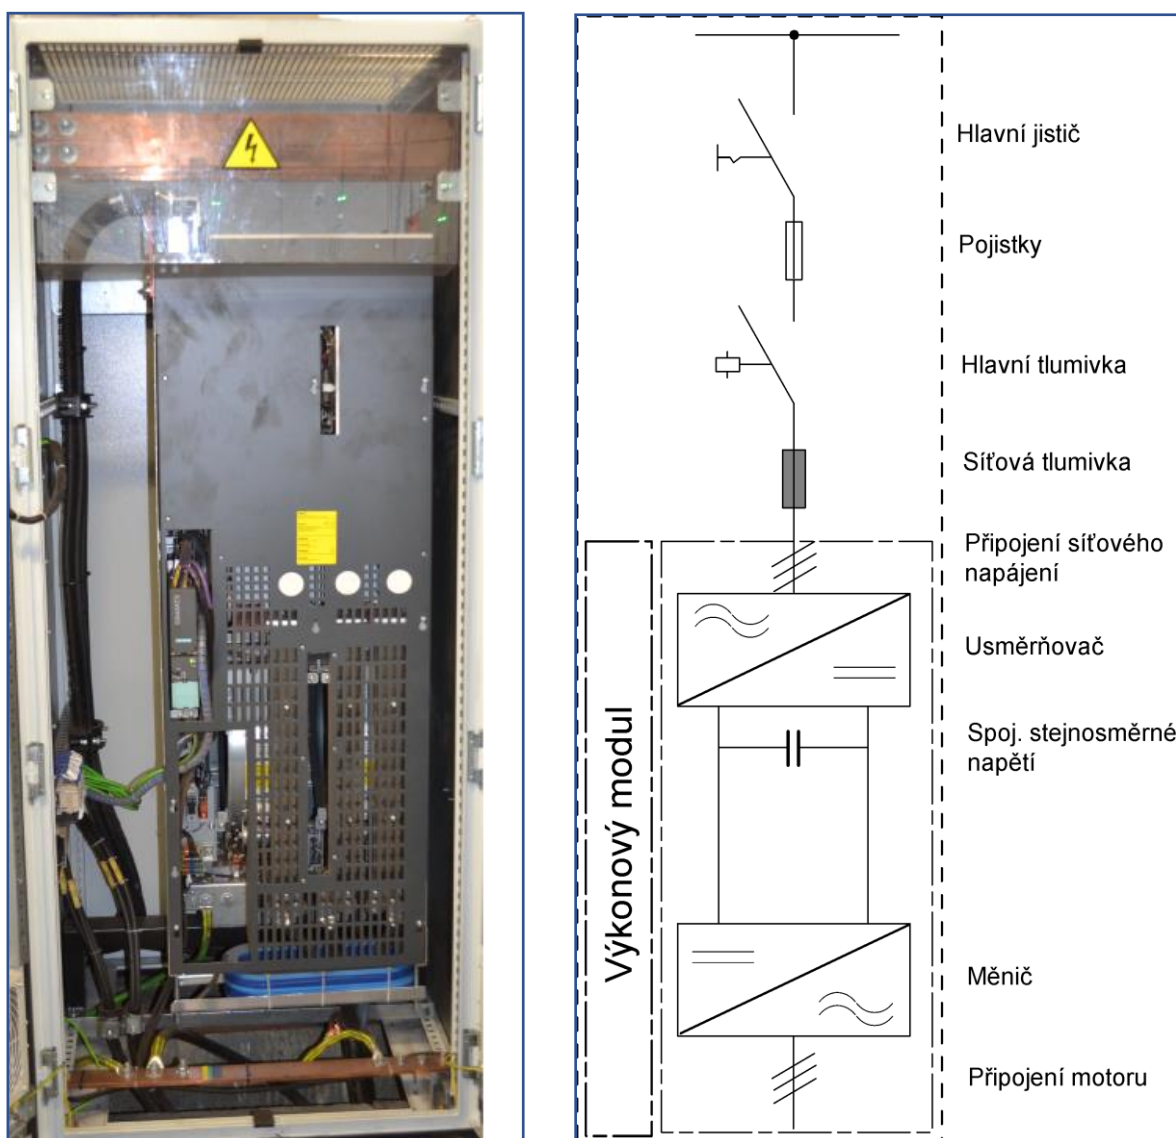 Hlavní jistič
Pojistky
Hlavní tlumivka
Síťová tlumivka
Připojení síťového
napájení
Usměrňovač
Spoj. stejnosměrné
napětí
Výkonový modul
Měnič
Připojení motoru